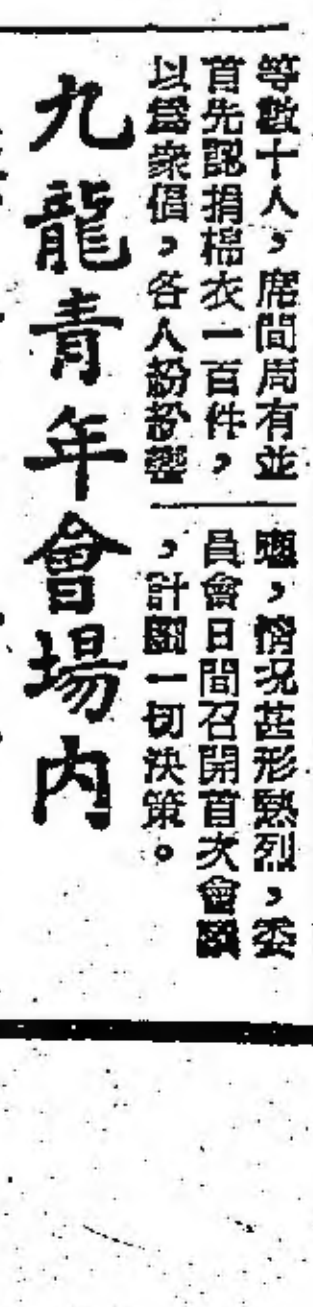 等數十人，席間周有並
首先認捐棉衣一百件，
以爲衆倡，各人紛紛響
應，情況甚形熱烈，委
員會日間召開首次會議
，計劃一切決策。
九龍青年會場内